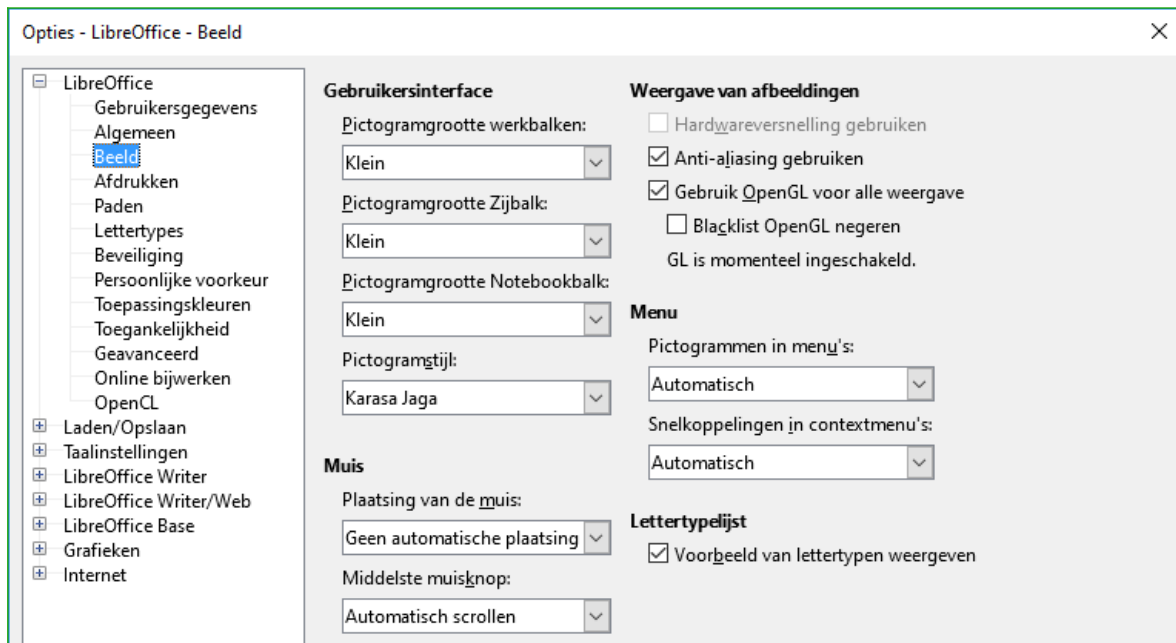 Opties - LibreOffice - Beeld
LibreOffice
Gebruikersgegevens
Algemeen
Beeld
Afdrukken
Paden
Lettertypes
Beveiliging
Persoonlijke voorkeur
Toepassingskleuren
Toegankelijkheid
Geavanceerd
Online bijwerken
OpenCL
Laden/Opslaan
Taalinstellingen
LibreOffice Writer
LibreOffice Writer/Web
LibreOffice Base
Grafieken
Internet
Gebruikersinterface
Pictogramgrootte werkbalken:
Klein
Pictogramgrootte Zijbalk:
Klein
Pictogramgrootte Notebookbalk:
Klein
Pictogramstijl:
Karasa Jaga
Muis
Plaatsing van de muis:
Geen automatische plaatsing
Middelste muisknop:
Automatisch scrollen
Weergave van afbeeldingen
Hardwareversnelling gebruiken
Anti-aliasing gebruiken
Gebruik OpenGL voor alle weergave
Blacklist OpenGL negeren
GL is momenteel ingeschakeld.
Menu
Pictogrammen in menu's:
Automatisch
Snelkoppelingen in contextmenu's:
Automatisch
Lettertypelijst
Voorbeeld van lettertypen weergeven